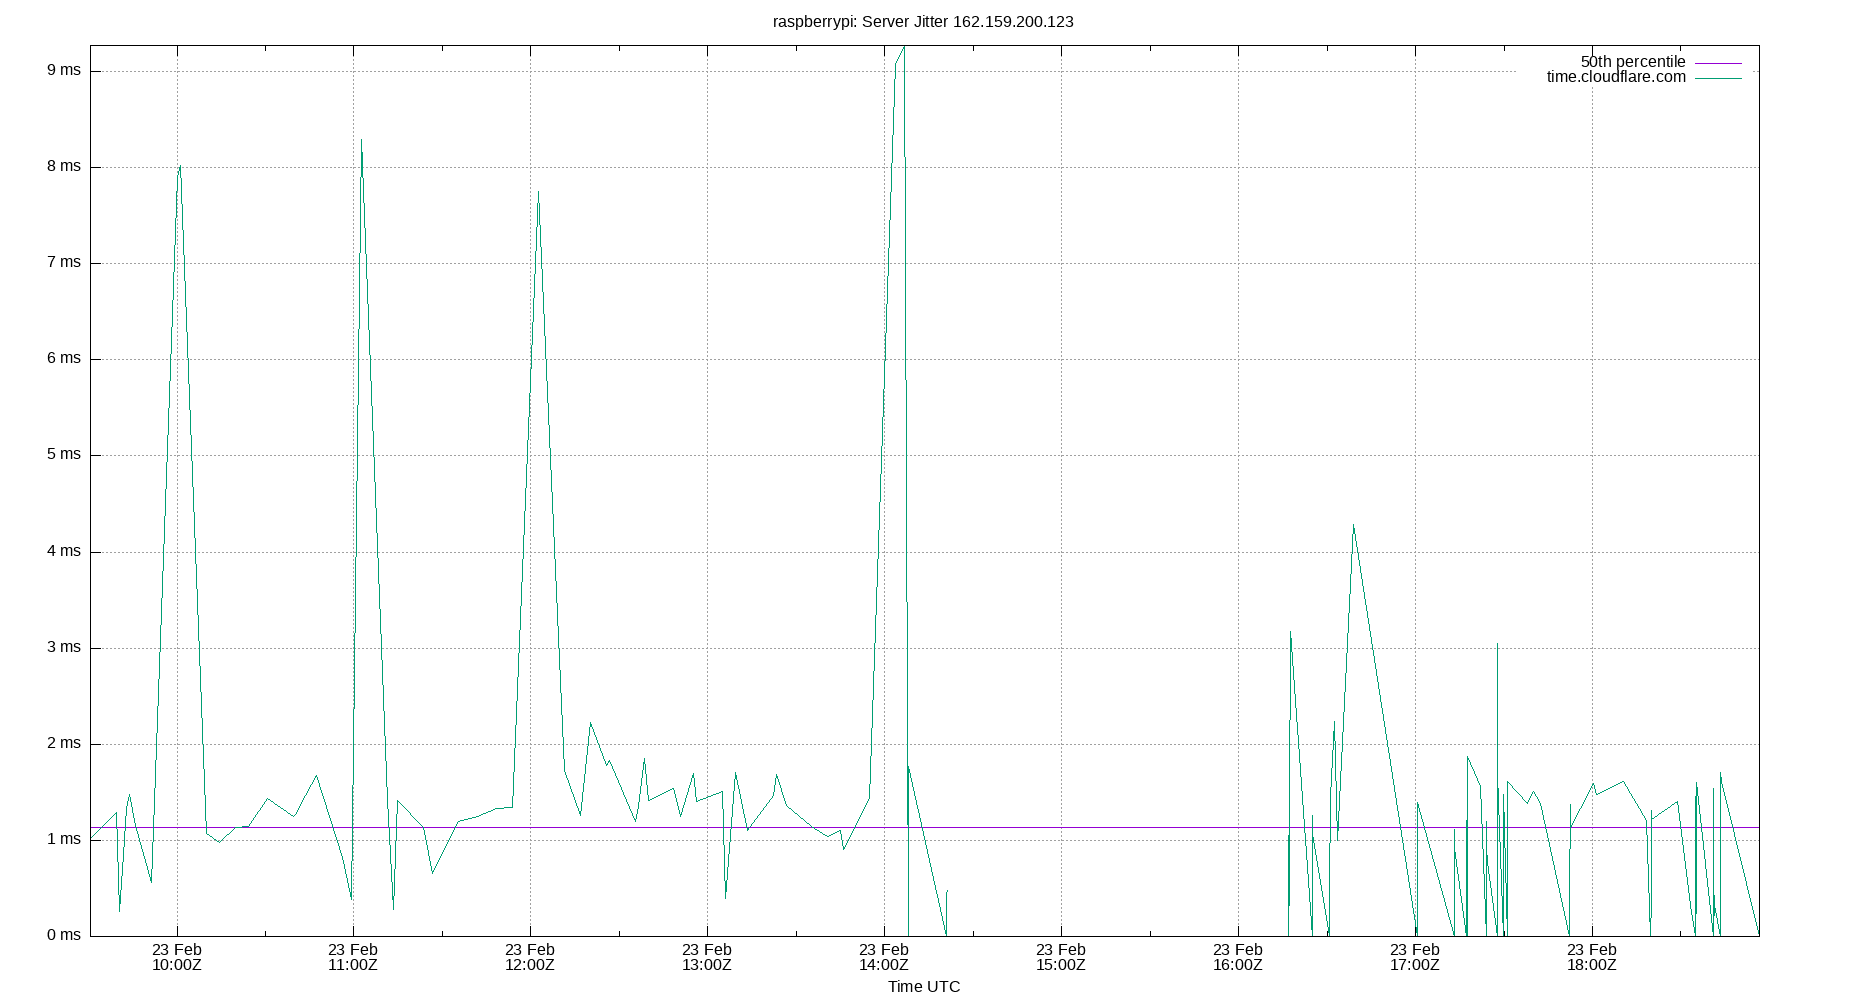 raspberrypi: Server Jitter 162.159.200.123
50th percentile
time.cloudflare.com
9 ms
8 ms
7 ms
6 ms
5 ms
4 ms
3 ms
2 ms
1 ms
0 ms
23 Feb 23 Feb 23 Feb 23 Feb 23 Feb 23 Feb 23 Feb 23 Feb 23 Feb
10:00Z 11:00Z 12:00Z 13:00Z 14:00Z 15:00Z 16:00Z 17:00Z 18:00Z
Time UTC